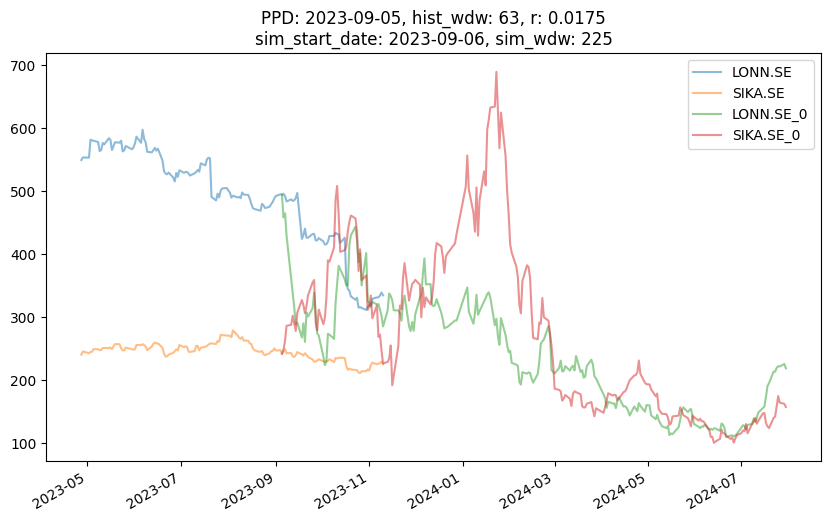 PPD: 2023-09-05, hist_wdw: 63, r: 0.0175
sim_start_date: 2023-09-06, sim_wdw: 225
LONN.SE
SIKA.SE
LONN.SE_0
SIKA.SE_0
700
600
500
400
300
200
100
2023-05
2023-07
2023-09
2023-11
2024-01
2024-03
2024-05
2024-07